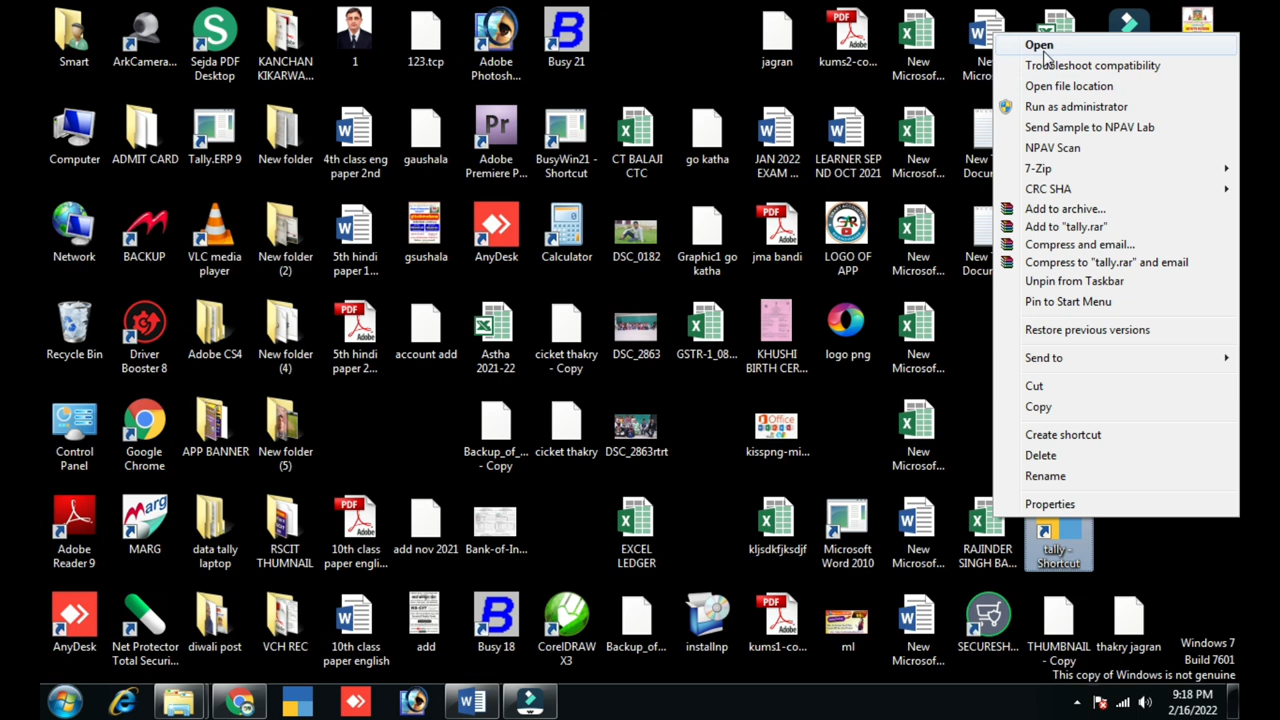 Smart
ArkCamera...
Sejda PDF
Desktop
KANCHAN
KIKARWA...
1
123.tcp
Adobe
Photosh...
Busy 21
jagran
kums2-co...
New
Microsof...
Computer
ADMIT CARD
Tally.ERP 9
New folder
4th class eng
paper 2nd
gaushala
Adobe
Premiere P...
BusyWin21 -
Shortcut
CT BALAJI
CTC
go katha
JAN 2022
EXAM ...
LEARNER SEP
ND OCT 2021
New
Microsof...
Network
BACKUP
VLC media
player
New folder
(2)
5th hindi
paper 1...
gsushala
AnyDesk
Calculator
DSC_0182
Graphic1 go
katha
jma bandi
LOGO OF
APP
New
Microsof...
Recycle Bin
Driver
Booster 8
Adobe CS4
New folder
(4)
5th hindi
paper 2...
account add
Astha
2021-22
cicket thakry
- Copy
DSC_2863
GSTR-1_08...
KHUSHI
BIRTH CER...
logo png
New
Microsof...
Control
Panel
Google
Chrome
APP BANNER
New folder
(5)
Backup_of_...
- Copy
cicket thakry
DSC_2863rtrt
kisspng-mi...
New
Microsof...
Adobe
Reader 9
MARG
data tally
laptop
RSCIT
THUMNAIL
10th class
paper engli...
add nov 2021
Bank-of-In...
EXCEL
LEDGER
kljsdkfjksdjf
Microsoft
Word 2010
New
Microsof...
RAJINDER
SINGH BA...
tally -
Shortcut
AnyDesk
Net Protector
Total Securi...
diwali post
VCH REC
10th class
paper english
add
Busy 18
CorelDRAW
X3
Backup_of...
installnp
kums1-co...
ml
New
Microsof...
SECURESH...
THUMBNAIL
- Copy
thakry jagran
Open
Troubleshoot compatibility
Open file location
Run as administrator
Send Sample to NPAV Lab
NPAV Scan
7-Zip
CRC SHA
Add to archive...
Add to "tally.rar"
Compress and email...
Compress to "tally.rar" and email
Unpin from Taskbar
Pin to Start Menu
Restore previous versions
Send to
Cut
Copy
Create shortcut
Delete
Rename
Properties
Windows 7
Build 7601
This copy of Windows is not genuine
9:18 PM
2/16/2022